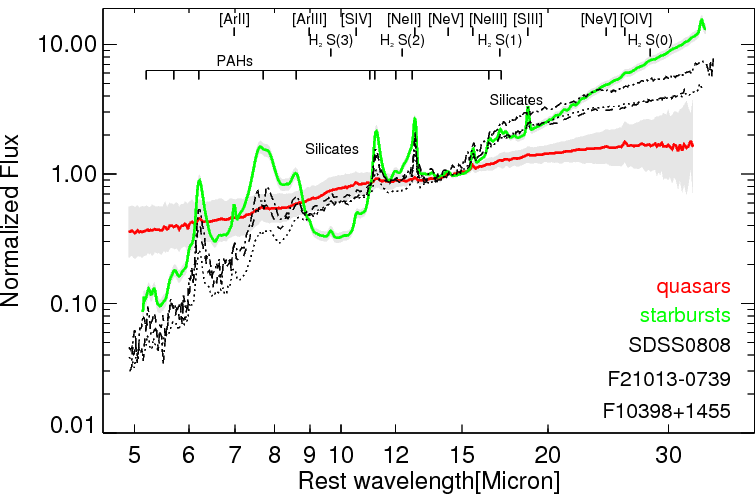 [ArII] [ArIII] [SIV] [NeII] [NeV] [NeIII] [SIII] [NeV] [OIV]
H₂ S(3) H₂ S(2) H₂ S(1) H₂ S(0)
PAHs
Silicates
Silicates
10.00
1.00
0.10
0.01
Normalized Flux
quasars
starbursts
SDSS0808
F21013-0739
F10398+1455
5 6 7 8 9 10 12 15 20 30
Rest wavelength[Micron]